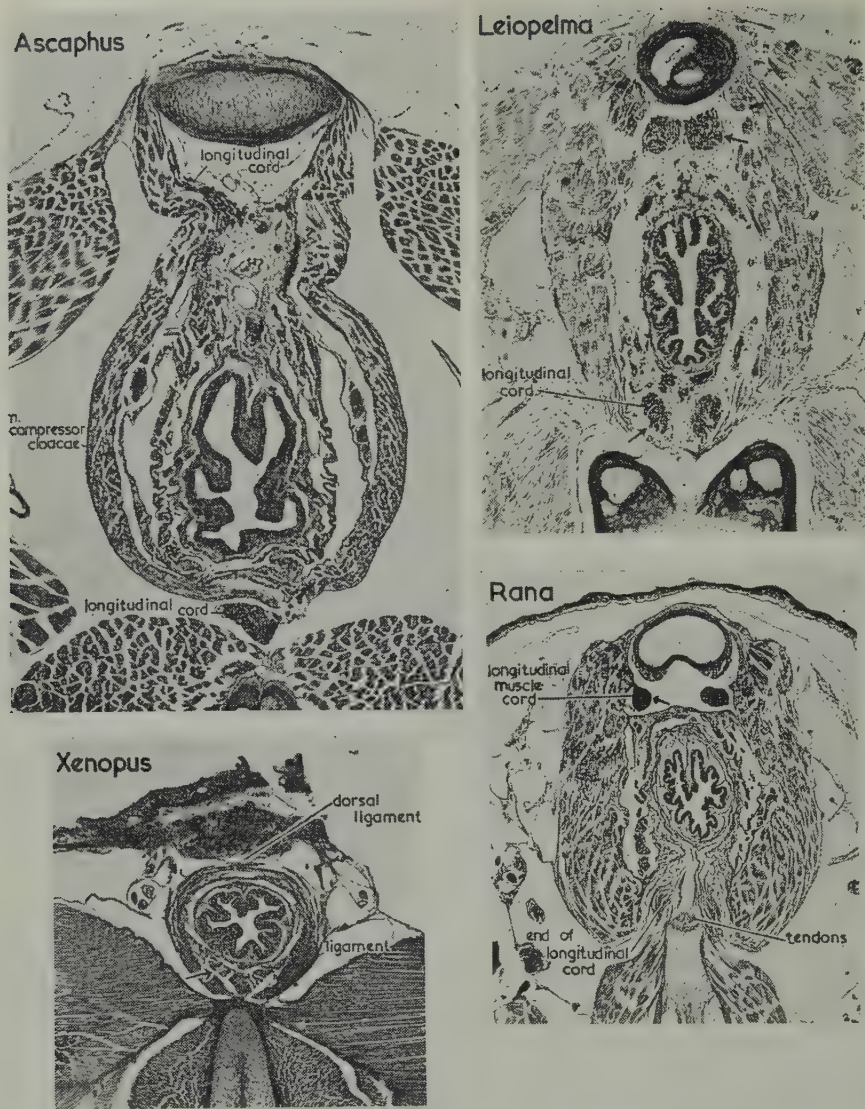 Ascaphus
longitudinal
cord
m.
compressor
cloacae
longitudinal cord
Leiopelma
longitudinal
cord
Xenopus
dorsal
ligament
ligament
Rana
longitudinal
muscle
cord
end of
longitudinal
cord
tendons